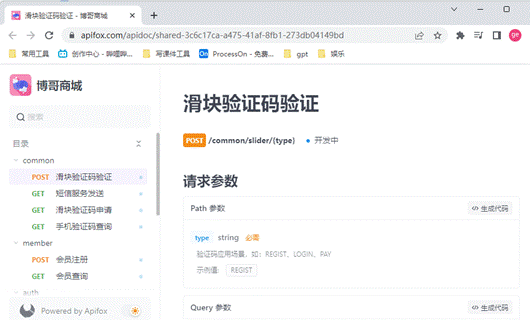 滑块验证码验证 - 博哥商城
apifox.com/apidoc/shared-3c6c17ca-a475-41af-8fb1-273db04149bd
常用工具 创作中心 - 哔哩哔... 写课件工具 ProcessOn - 免费... gpt 娱乐
博哥商城
搜索
目录
common
POST 滑块验证码验证
GET 短信服务发送
GET 滑块验证码申请
GET 手机验证码查询
member
POST 会员注册
GET 会员查询
auth
Powered by Apifox
滑块验证码验证
POST /common/slider/{type} 开发中
请求参数
Path 参数 </> 生成代码
type string 必需
验证码应用场景，如：REGIST、LOGIN、PAY
示例值： REGIST
Query 参数 </> 生成代码